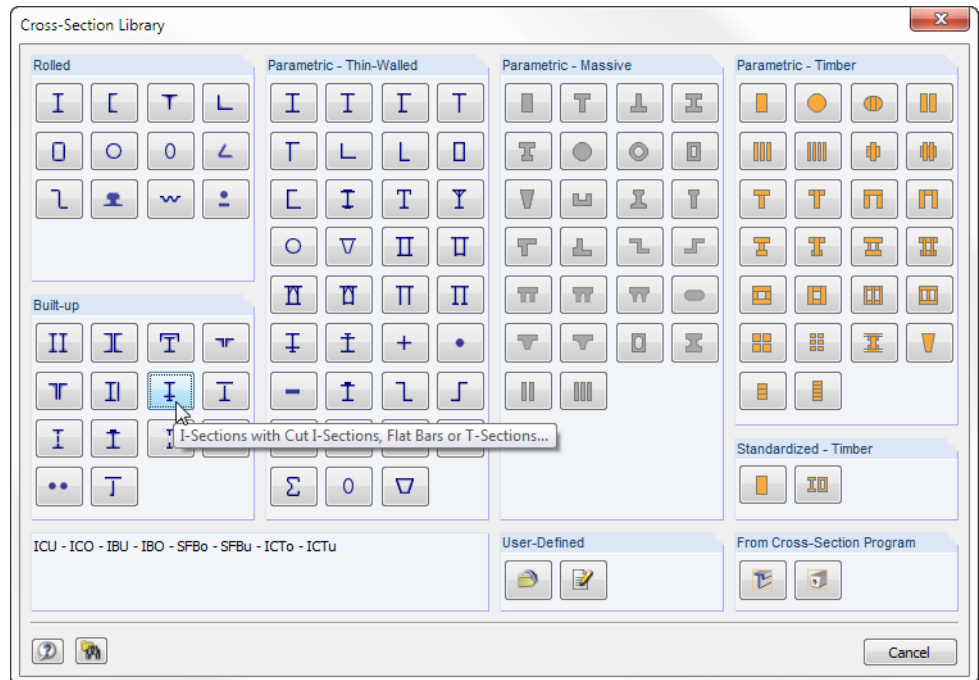 Cross-Section Library
Rolled
Parametric - Thin-Walled
Parametric - Massive
Parametric - Timber
Built-up
I-Sections with Cut I-Sections, Flat Bars or T-Sections...
Standardized - Timber
ICU - ICO - IBU - IBO - SFBo - SFBu - ICTo - ICTu
User-Defined
From Cross-Section Program
Cancel